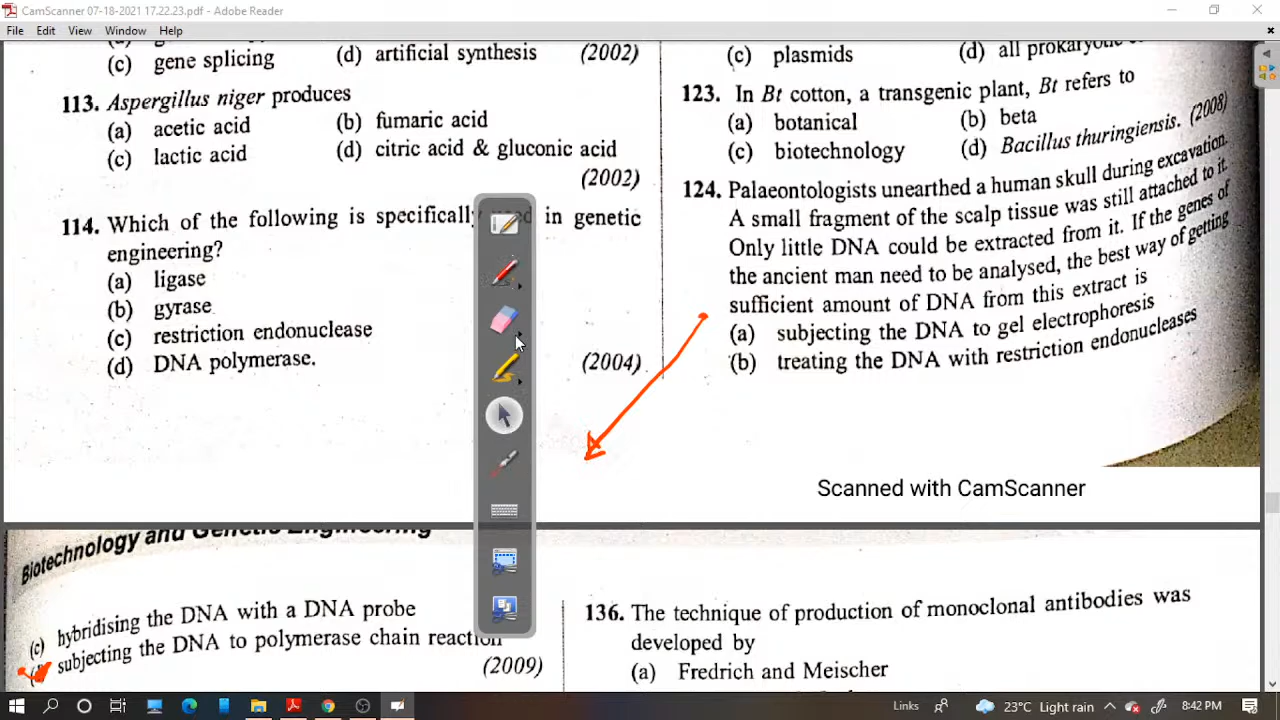 CamScanner 07-18-2021 17.22.23.pdf - Adobe Reader
File Edit View Window Help
(c) gene splicing (d) artificial synthesis (2002)
113. Aspergillus niger produces
(a) acetic acid (b) fumaric acid
(c) lactic acid (d) citric acid & gluconic acid
(2002)
114. Which of the following is specifically in genetic
engineering?
(a) ligase
(b) gyrase
(c) restriction endonuclease
(d) DNA polymerase. (2004)
(c) plasmids (d) all prokaryotic
123. In Bt cotton, a transgenic plant, Bt refers to
(a) botanical (b) beta
(c) biotechnology (d) Bacillus thuringiensis. (2008)
124. Palaeontologists unearthed a human skull during excavation.
A small fragment of the scalp tissue was still attached to it.
Only little DNA could be extracted from it. If the genes of
the ancient man need to be analysed, the best way of getting
sufficient amount of DNA from this extract is
(a) subjecting the DNA to gel electrophoresis
(b) treating the DNA with restriction endonucleases
Scanned with CamScanner
Biotechnology and Genetic Engineering
(c) hybridising the DNA with a DNA probe
subjecting the DNA to polymerase chain reaction
(2009)
136. The technique of production of monoclonal antibodies was
developed by
(a) Fredrich and Meischer
Links 23°C Light rain 8:42 PM